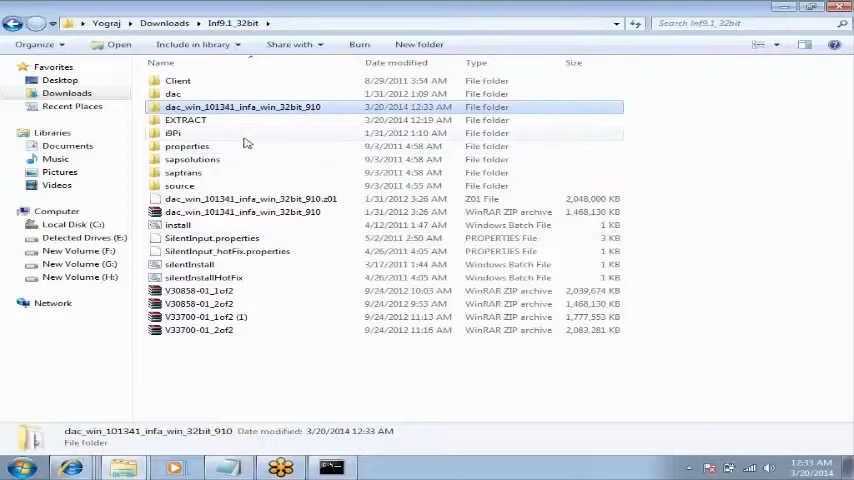 Yograj ▸ Downloads ▸ Inf9.1_32bit ▸
Search Inf9.1_32bit
Organize Open Include in library Share with Burn New folder
Name Date modified Type Size
Favorites
Desktop
Downloads
Recent Places
Libraries
Documents
Music
Pictures
Videos
Computer
Local Disk (C:)
Detected Drives (E:)
New Volume (F:)
New Volume (G:)
New Volume (H:)
Network
Client 8/29/2011 3:54 AM File folder
dac 1/31/2012 1:09 AM File folder
dac_win_101341_infa_win_32bit_910 3/20/2014 12:33 AM File folder
EXTRACT 3/20/2014 12:19 AM File folder
i9Pi 1/31/2012 1:10 AM File folder
properties 9/3/2011 4:58 AM File folder
sapsolutions 9/3/2011 4:58 AM File folder
saptrans 9/3/2011 4:58 AM File folder
source 9/3/2011 4:55 AM File folder
dac_win_101341_infa_win_32bit_910.z01 1/31/2012 3:26 AM Z01 File 2,048,000 KB
dac_win_101341_infa_win_32bit_910 1/31/2012 3:26 AM WinRAR ZIP archive 1,468,130 KB
install 4/12/2011 1:47 AM Windows Batch File 1 KB
SilentInput.properties 5/2/2011 2:50 AM PROPERTIES File 3 KB
SilentInput_hotFix.properties 4/26/2011 4:05 AM PROPERTIES File 1 KB
silentInstall 3/17/2011 1:44 AM Windows Batch File 1 KB
silentInstallHotFix 4/26/2011 4:05 AM Windows Batch File 1 KB
V30858-01_1of2 9/24/2012 10:03 AM WinRAR ZIP archive 2,039,674 KB
V30858-01_2of2 9/24/2012 9:53 AM WinRAR ZIP archive 1,468,130 KB
V33700-01_1of2 (1) 9/24/2012 11:13 AM WinRAR ZIP archive 1,777,553 KB
V33700-01_2of2 9/24/2012 11:16 AM WinRAR ZIP archive 2,083,281 KB
dac_win_101341_infa_win_32bit_910 Date modified: 3/20/2014 12:33 AM
File folder
12:33 AM
3/20/2014